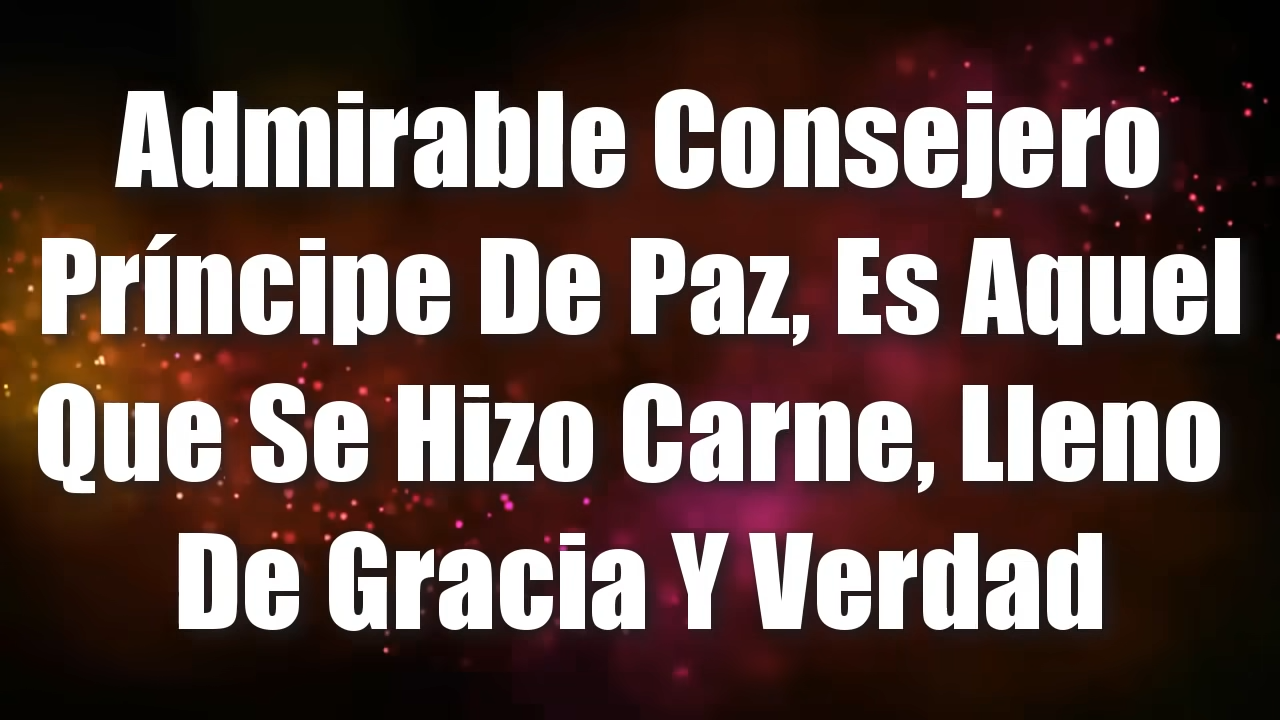 Admirable Consejero
Príncipe De Paz, Es Aquel
Que Se Hizo Carne, Lleno
De Gracia Y Verdad